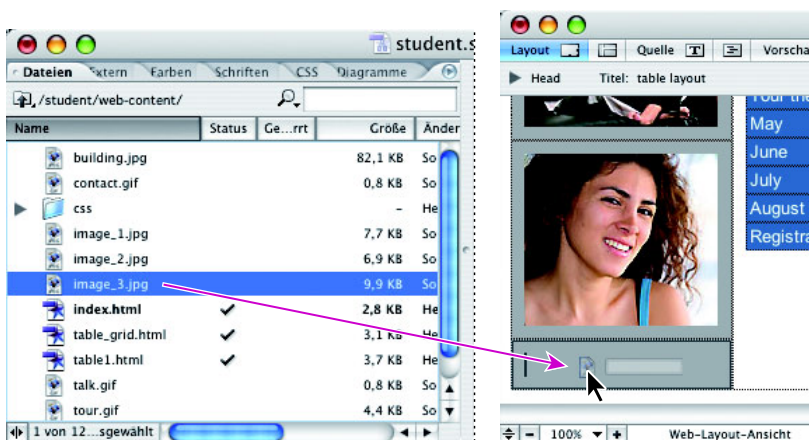 student.s
Dateien Extern Farben Schriften CSS Diagramme
/student/web-content/
Name Status Ge...rrt Größe Änder
building.jpg 82,1 KB So
contact.gif 0,8 KB So
css - He
image_1.jpg 7,7 KB So
image_2.jpg 6,9 KB So
image_3.jpg 9,9 KB So
index.html 2,8 KB He
table_grid.html 3,1 KB He
table1.html 3,7 KB He
talk.gif 0,8 KB So
tour.gif 4,4 KB So
1 von 12...sgewählt
Layout Quelle T Vorscha
Head Titel: table layout
May
June
July
August
Registra
100% Web-Layout-Ansicht